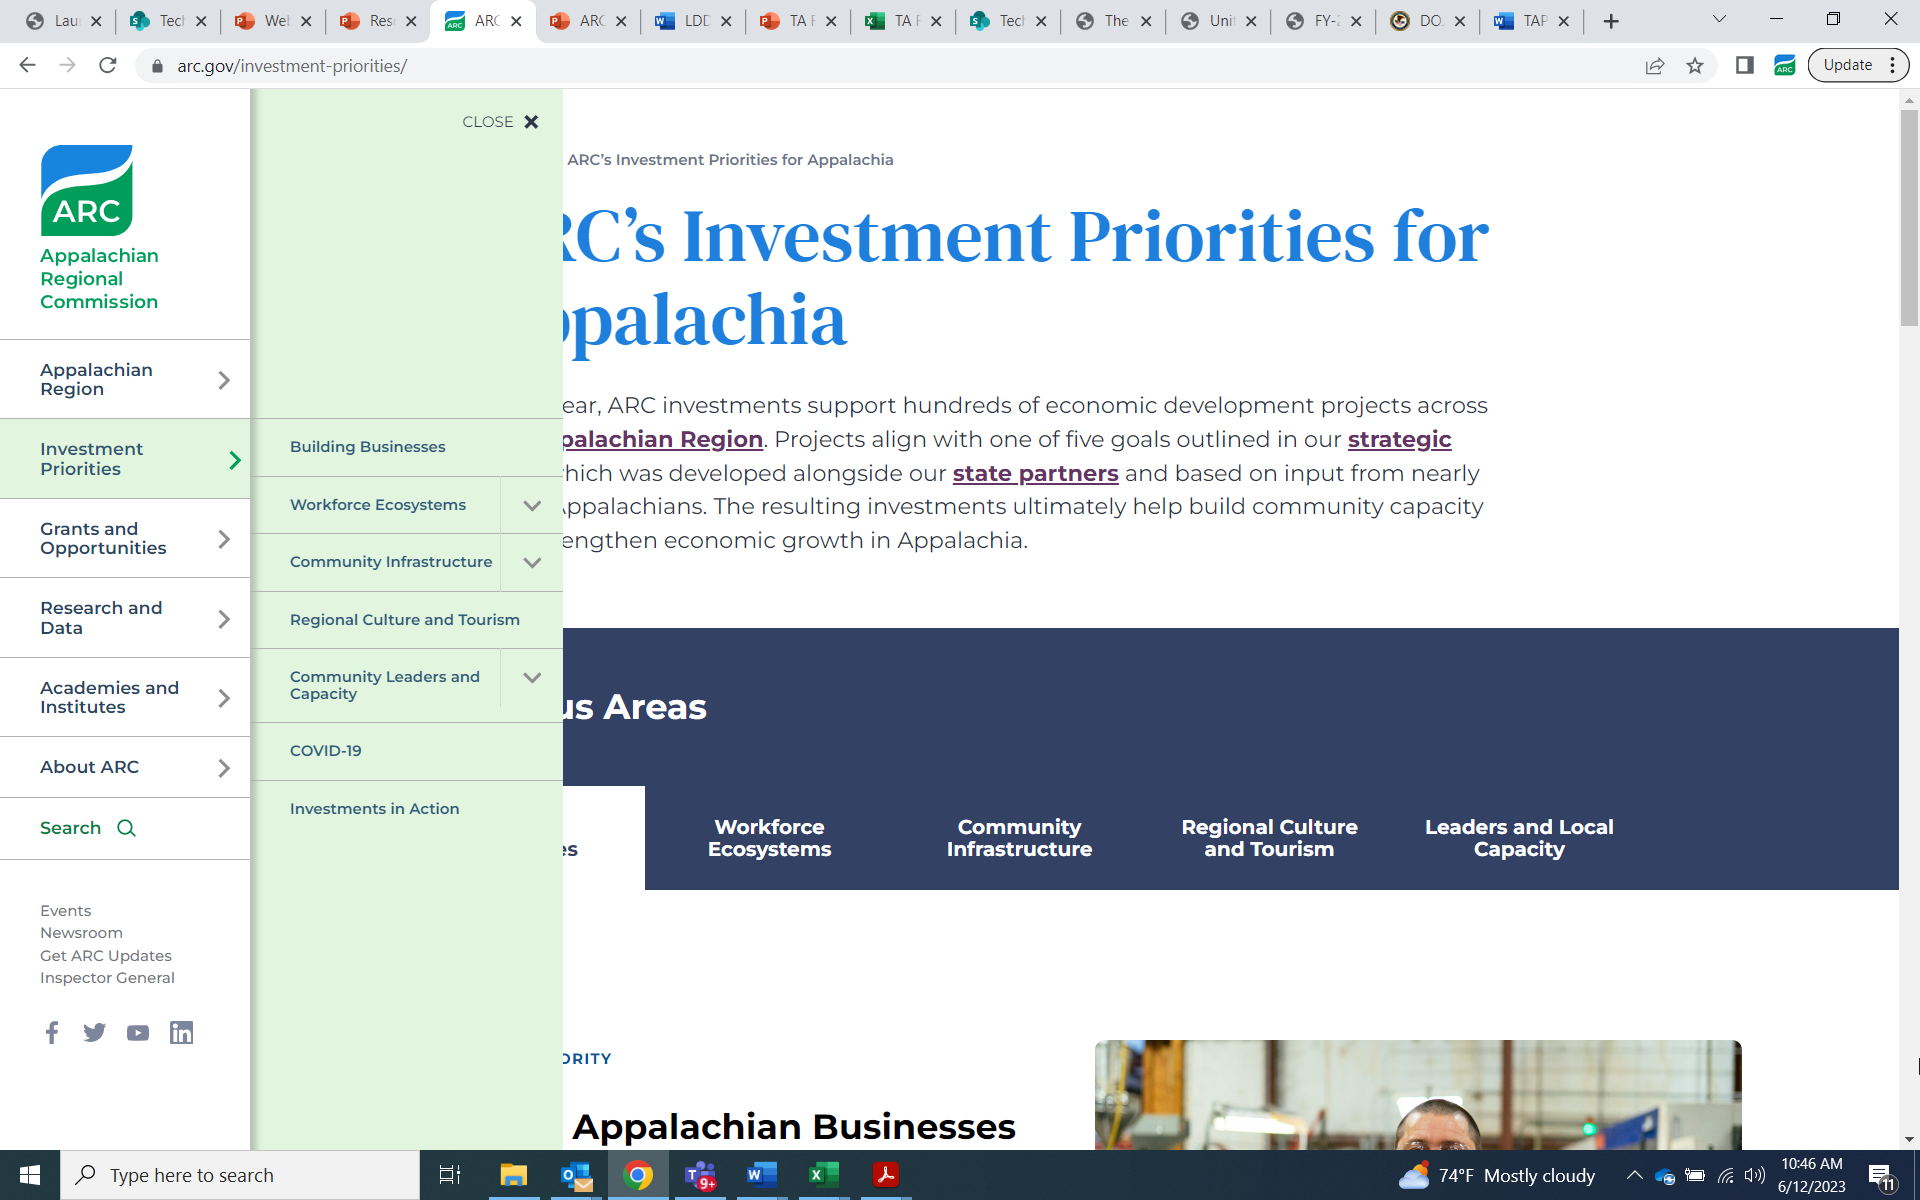 Lau
Tech
Web
Res
ARC
ARC
LDD
TA F
TA F
Tech
The
Unit
FY-2
DO
TAP
arc.gov/investment-priorities/
Update
CLOSE
ARC
Appalachian
Regional
Commission
Appalachian
Region
Investment
Priorities
Grants and
Opportunities
Research and
Data
Academies and
Institutes
About ARC
Search
Events
Newsroom
Get ARC Updates
Inspector General
Building Businesses
Workforce Ecosystems
Community Infrastructure
Regional Culture and Tourism
Community Leaders and
Capacity
COVID-19
Investments in Action
ARC's Investment Priorities for Appalachia
RC’s Investment Priorities for
ppalachia
ear, ARC investments support hundreds of economic development projects across
palachian Region. Projects align with one of five goals outlined in our strategic
hich was developed alongside our state partners and based on input from nearly
Appalachians. The resulting investments ultimately help build community capacity
engthen economic growth in Appalachia.
us Areas
es
Workforce
Ecosystems
Community
Infrastructure
Regional Culture
and Tourism
Leaders and Local
Capacity
ORITY
Appalachian Businesses
Type here to search
9+
74°F Mostly cloudy
10:46 AM
6/12/2023
11